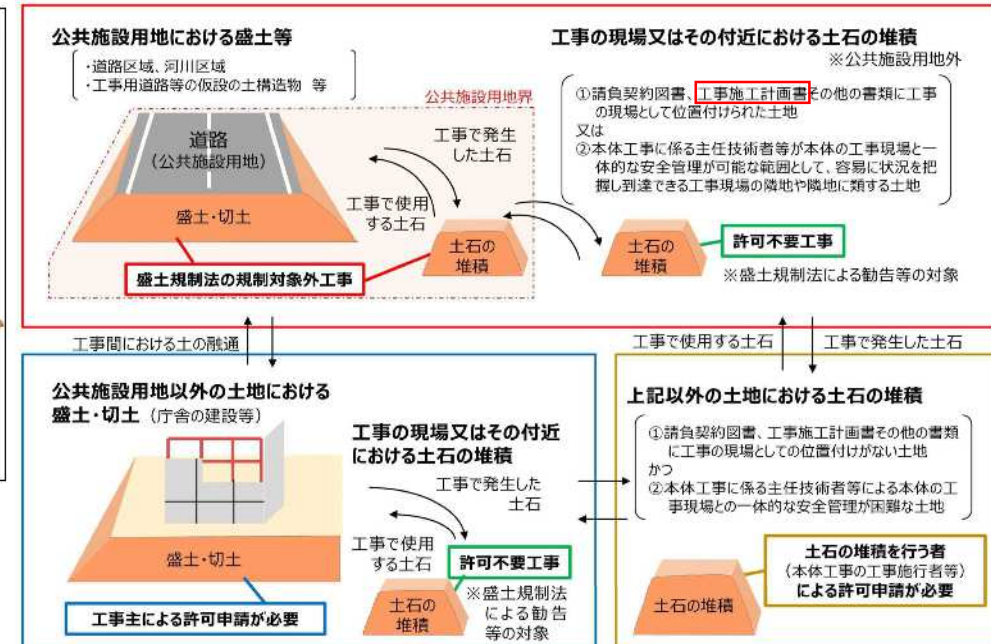 公共施設用地における盛土等
・道路区域、河川区域
・工事用道路等の仮設の土構造物 等
公共施設用地界
道路
（公共施設用地）
盛土・切土
工事で発生
した土石
工事で使用
する土石
土石の
堆積
盛土規制法の規制対象外工事
工事の現場又はその付近における土石の堆積
※公共施設用地外
①請負契約図書、工事施工計画書その他の書類に工事
の現場として位置付けられた土地
又は
②本体工事に係る主任技術者等が本体の工事現場と一
体的な安全管理が可能な範囲として、容易に状況を把
握し到達できる工事現場の隣地や隣地に類する土地
土石の
堆積
許可不要工事
※盛土規制法による勧告等の対象
工事間における土の融通
工事で使用する土石
工事で発生した土石
公共施設用地以外の土地における
盛土・切土（庁舎の建設等）
盛土・切土
工事主による許可申請が必要
工事の現場又はその付近
における土石の堆積
工事で発生した
土石
工事で使用
する土石
許可不要工事
土石の
堆積
※盛土規制法
による勧告
等の対象
上記以外の土地における土石の堆積
①請負契約図書、工事施工計画書その他の書類
に工事の現場としての位置付けがない土地
かつ
②本体工事に係る主任技術者等による本体の工
事現場との一体的な安全管理が困難な土地
土石の堆積
土石の堆積を行う者
（本体工事の工事施行者等）
による許可申請が必要